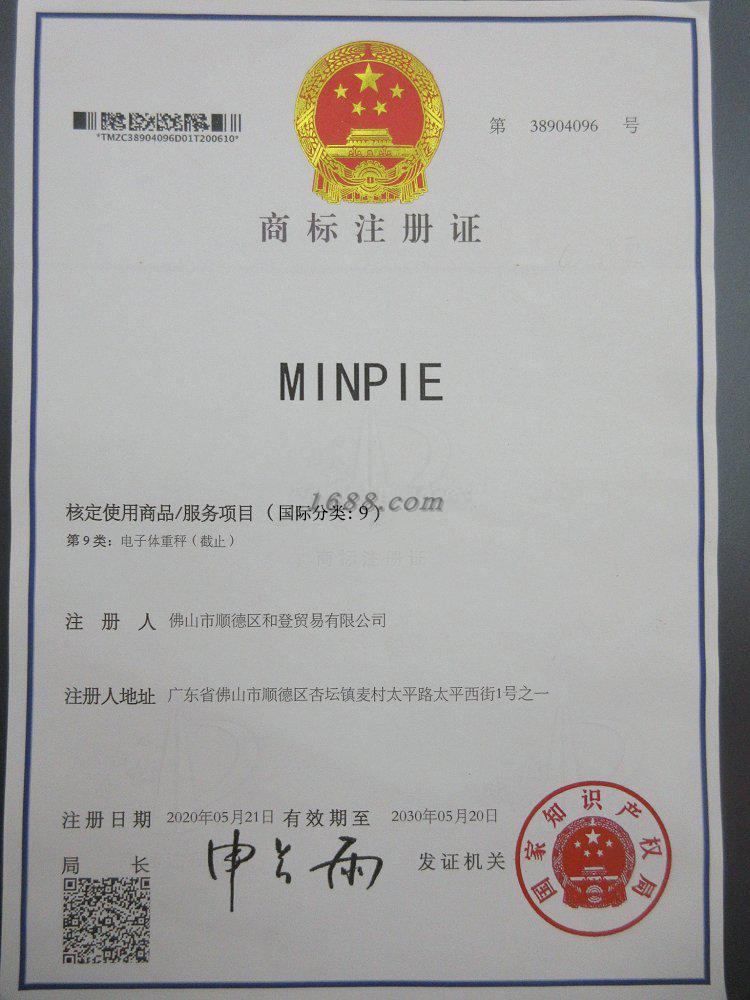 *TMZC38904096D01T200610*
第 38904096 号
商标注册证
MINPIE
1688.com
核定使用商品/服务项目（国际分类: 9）
第9类：电子体重秤（截止）
商标注册证
注 册 人 佛山市顺德区和登贸易有限公司
注册人地址 广东省佛山市顺德区杏坛镇麦村太平路太平西街1号之一
注册日期 2020年05月21日 有效期至 2030年05月20日
局 长 申长雨 发证机关
国家知识产权局